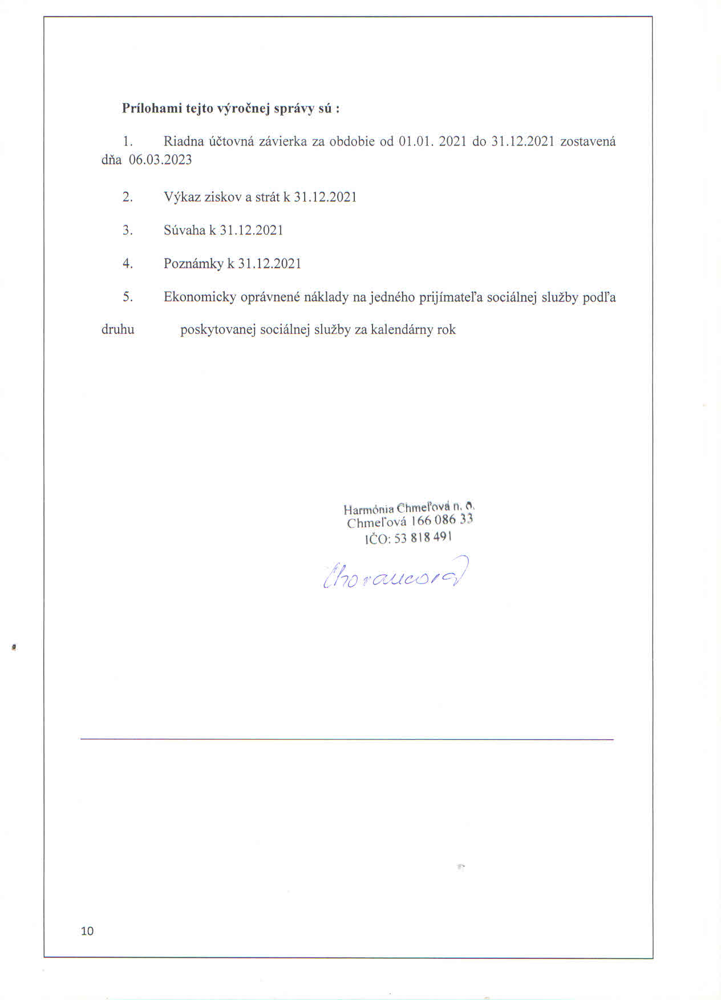 Prílohami tejto výročnej správy sú :
1. Riadna účtovná závierka za obdobie od 01.01. 2021 do 31.12.2021 zostavená
dňa 06.03.2023
2. Výkaz ziskov a strát k 31.12.2021
3. Súvaha k 31.12.2021
4. Poznámky k 31.12.2021
5. Ekonomicky oprávnené náklady na jedného prijímateľa sociálnej služby podľa
druhu poskytovanej sociálnej služby za kalendárny rok
Harmónia Chmeľová n. o.
Chmeľová 166 086 33
IČO: 53 818 491
10